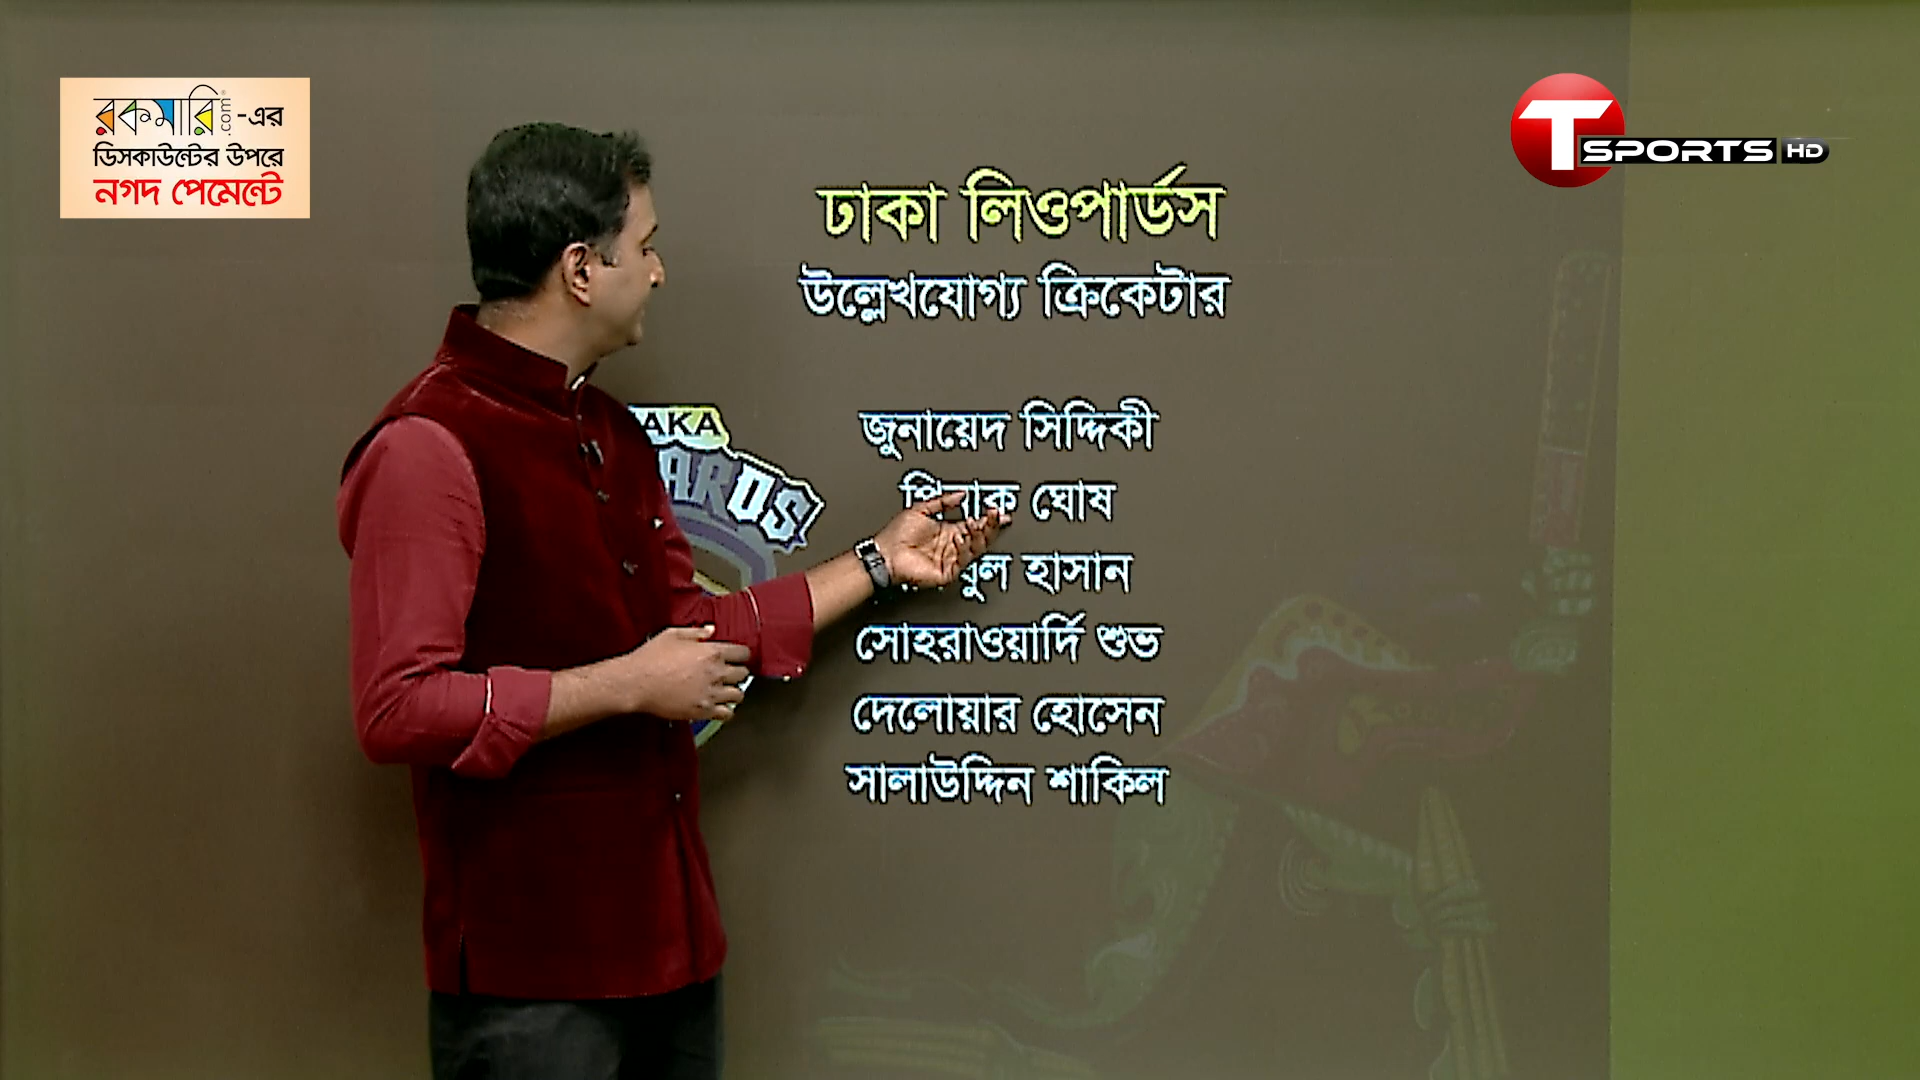 রকমারি.com-এর
ডিসকাউন্টের উপরে
নগদ পেমেন্টে
T SPORTS HD
ঢাকা লিওপার্ডস
উল্লেখযোগ্য ক্রিকেটার
জুনায়েদ সিদ্দিকী
ঘোষ
হাসান
সোহরাওয়ার্দি শুভ
দেলোয়ার হোসেন
সালাউদ্দিন শাকিল